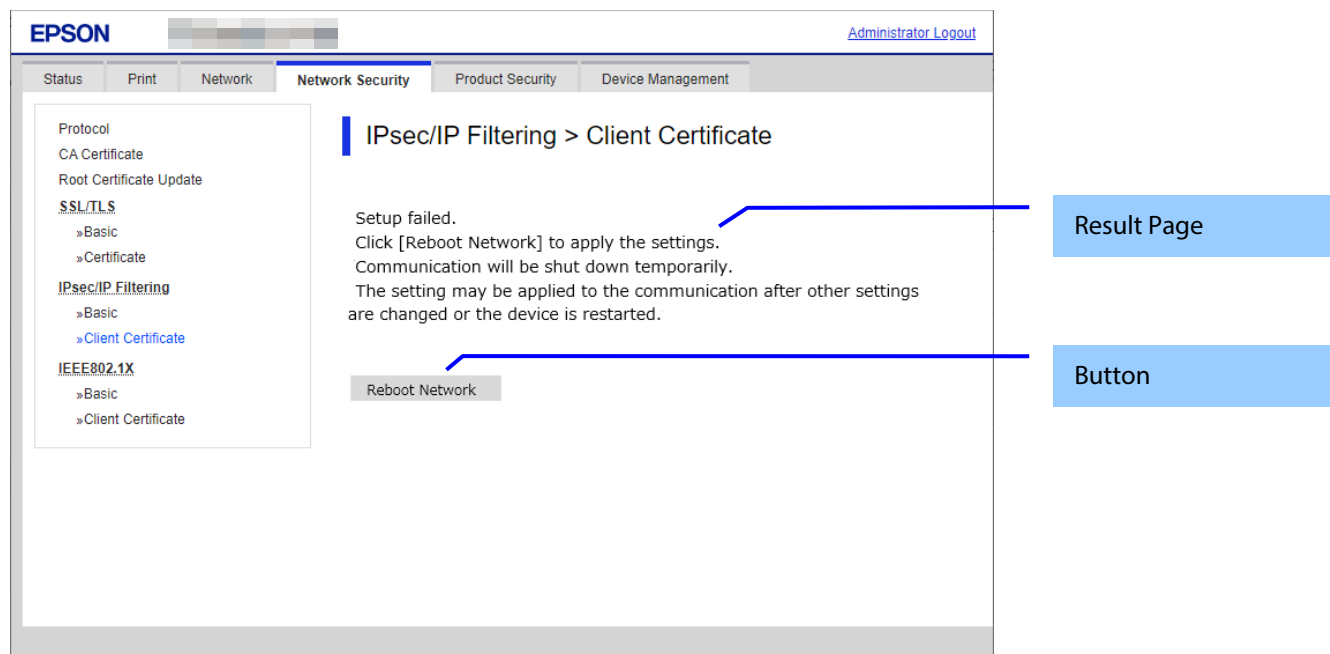 EPSON
Administrator Logout
Status Print Network Network Security Product Security Device Management
Protocol
CA Certificate
Root Certificate Update
SSL/TLS
»Basic
»Certificate
IPsec/IP Filtering
»Basic
»Client Certificate
IEEE802.1X
»Basic
»Client Certificate
IPsec/IP Filtering > Client Certificate
Setup failed.
Click [Reboot Network] to apply the settings.
Communication will be shut down temporarily.
The setting may be applied to the communication after other settings
are changed or the device is restarted.
Reboot Network
Result Page
Button